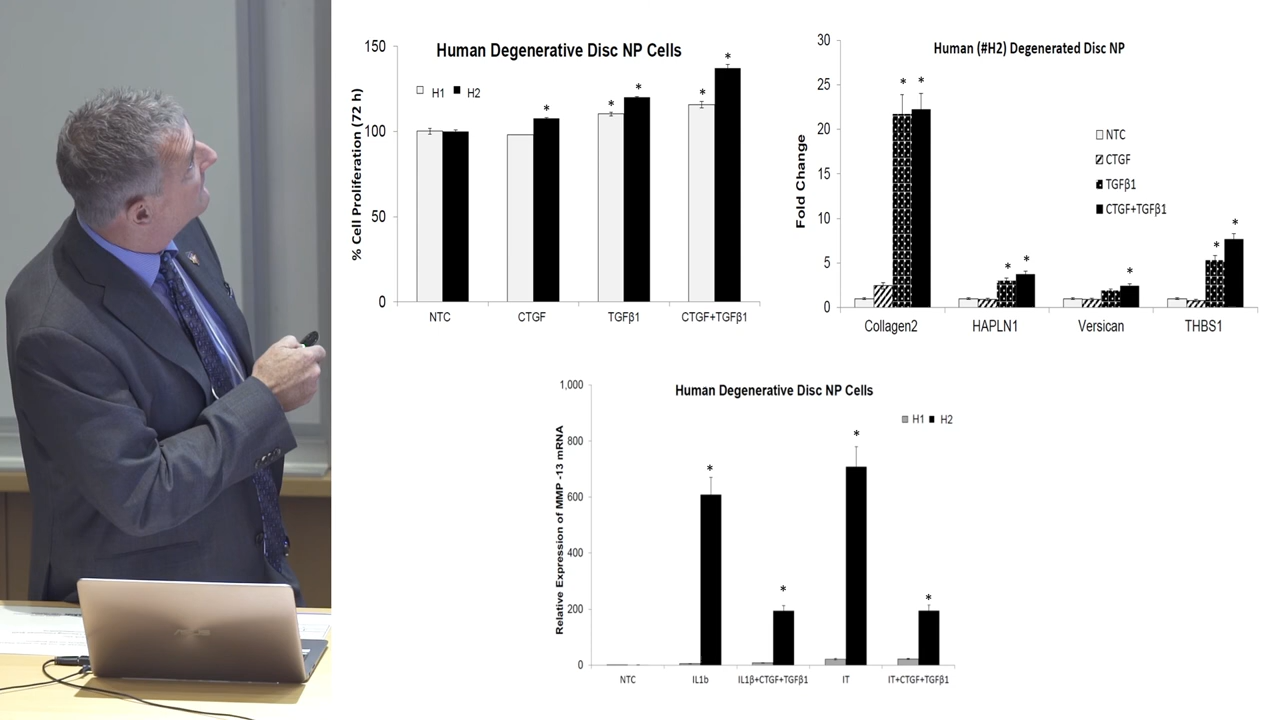 Human Degenerative Disc NP Cells
150
100
50
0
% Cell Proliferation (72 h)
H1 H2
* * * * *
NTC CTGF TGFβ1 CTGF+TGFβ1
Human (#H2) Degenerated Disc NP
30
25
20
15
10
5
0
Fold Change
NTC
CTGF
TGFβ1
CTGF+TGFβ1
* * * * * * *
Collagen2 HAPLN1 Versican THBS1
Human Degenerative Disc NP Cells
1,000
800
600
400
200
0
Relative Expression of MMP -13 mRNA
H1 H2
* * * *
NTC IL1b IL1β+CTGF+TGFβ1 IT IT+CTGF+TGFβ1